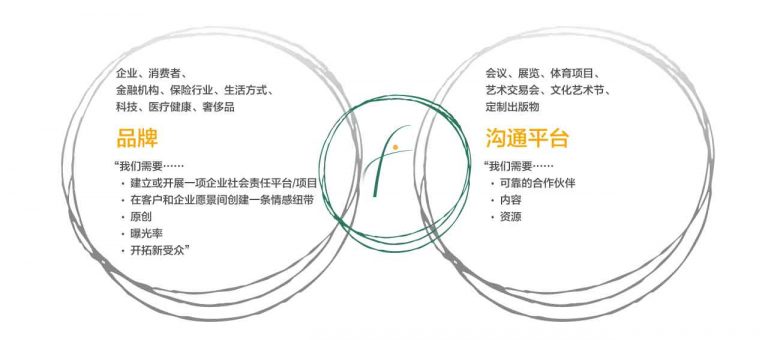 企业、消费者、
金融机构、保险行业、生活方式、
科技、医疗健康、奢侈品
品牌
“我们需要……
· 建立或开展一项企业社会责任平台/项目
· 在客户和企业愿景间创建一条情感纽带
· 原创
· 曝光率
· 开拓新受众”
会议、展览、体育项目、
艺术交易会、文化艺术节、
定制出版物
沟通平台
“我们需要……
· 可靠的合作伙伴
· 内容
· 资源